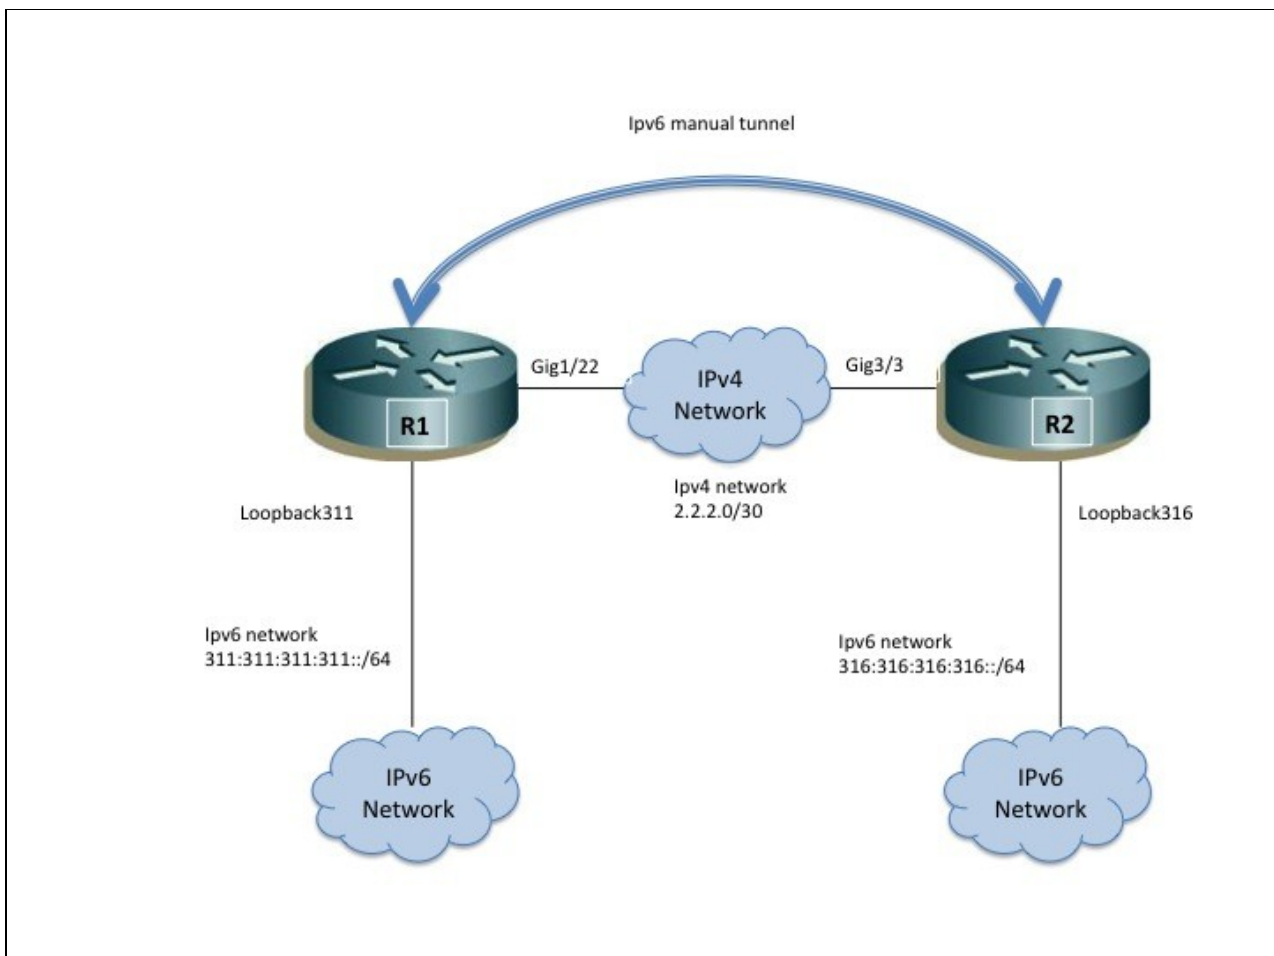 Ipv6 manual tunnel
Gig1/22
IPv4
Network
Gig3/3
R1
R2
Ipv4 network
2.2.2.0/30
Loopback311
Loopback316
Ipv6 network
311:311:311:311::/64
Ipv6 network
316:316:316:316::/64
IPv6
Network
IPv6
Network